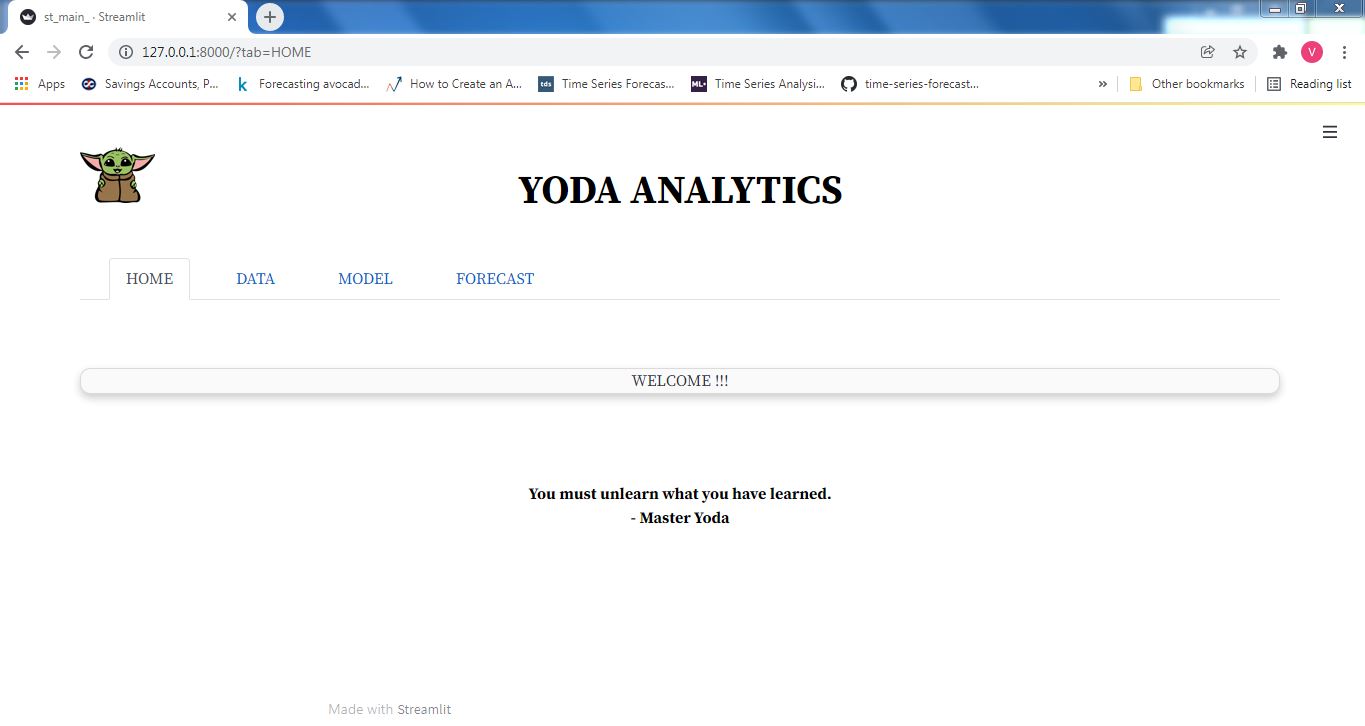 st_main_ · Streamlit
127.0.0.1:8000/?tab=HOME
V
Apps
Savings Accounts, P...
k
Forecasting avocad...
How to Create an A...
tds
Time Series Forecas...
ML+
Time Series Analysi...
time-series-forecast...
»
Other bookmarks
Reading list
YODA ANALYTICS
HOME
DATA
MODEL
FORECAST
WELCOME !!!
You must unlearn what you have learned.
- Master Yoda
Made with Streamlit